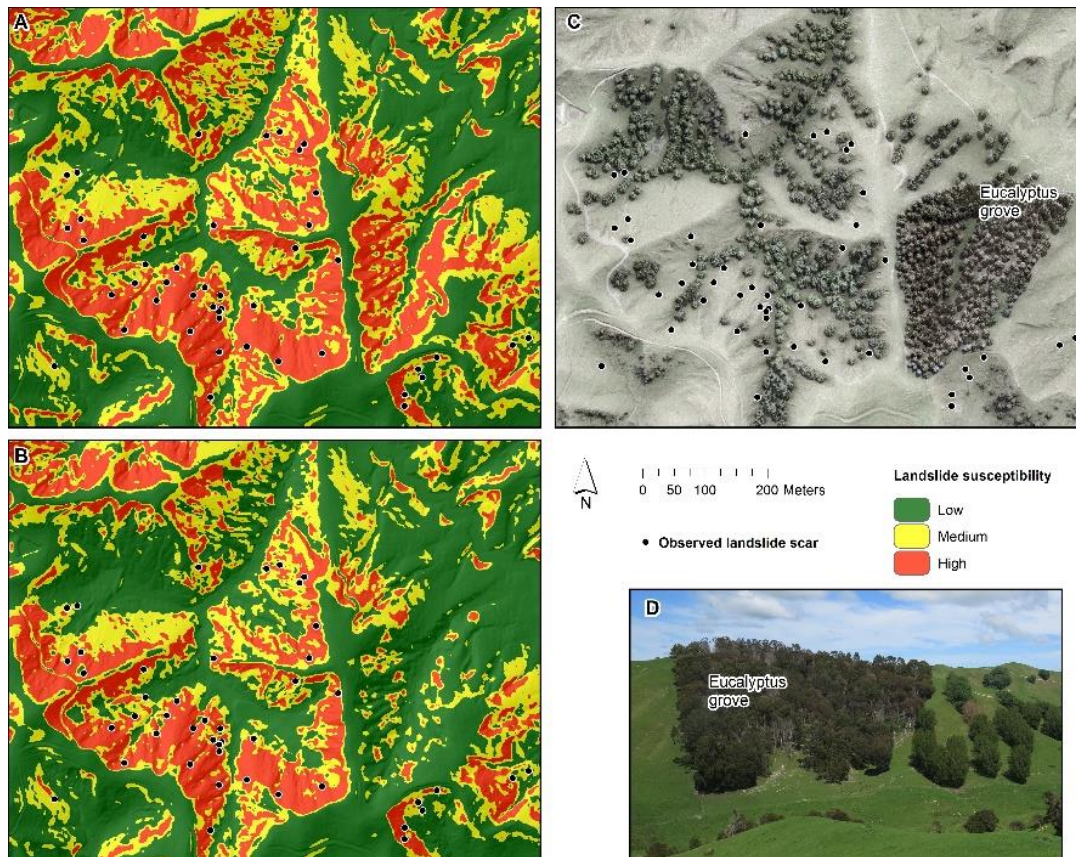 A
C
Eucalyptus
grove
B
N
0 50 100 200 Meters
Observed landslide scar
Landslide susceptibility
Low
Medium
High
D
Eucalyptus
grove